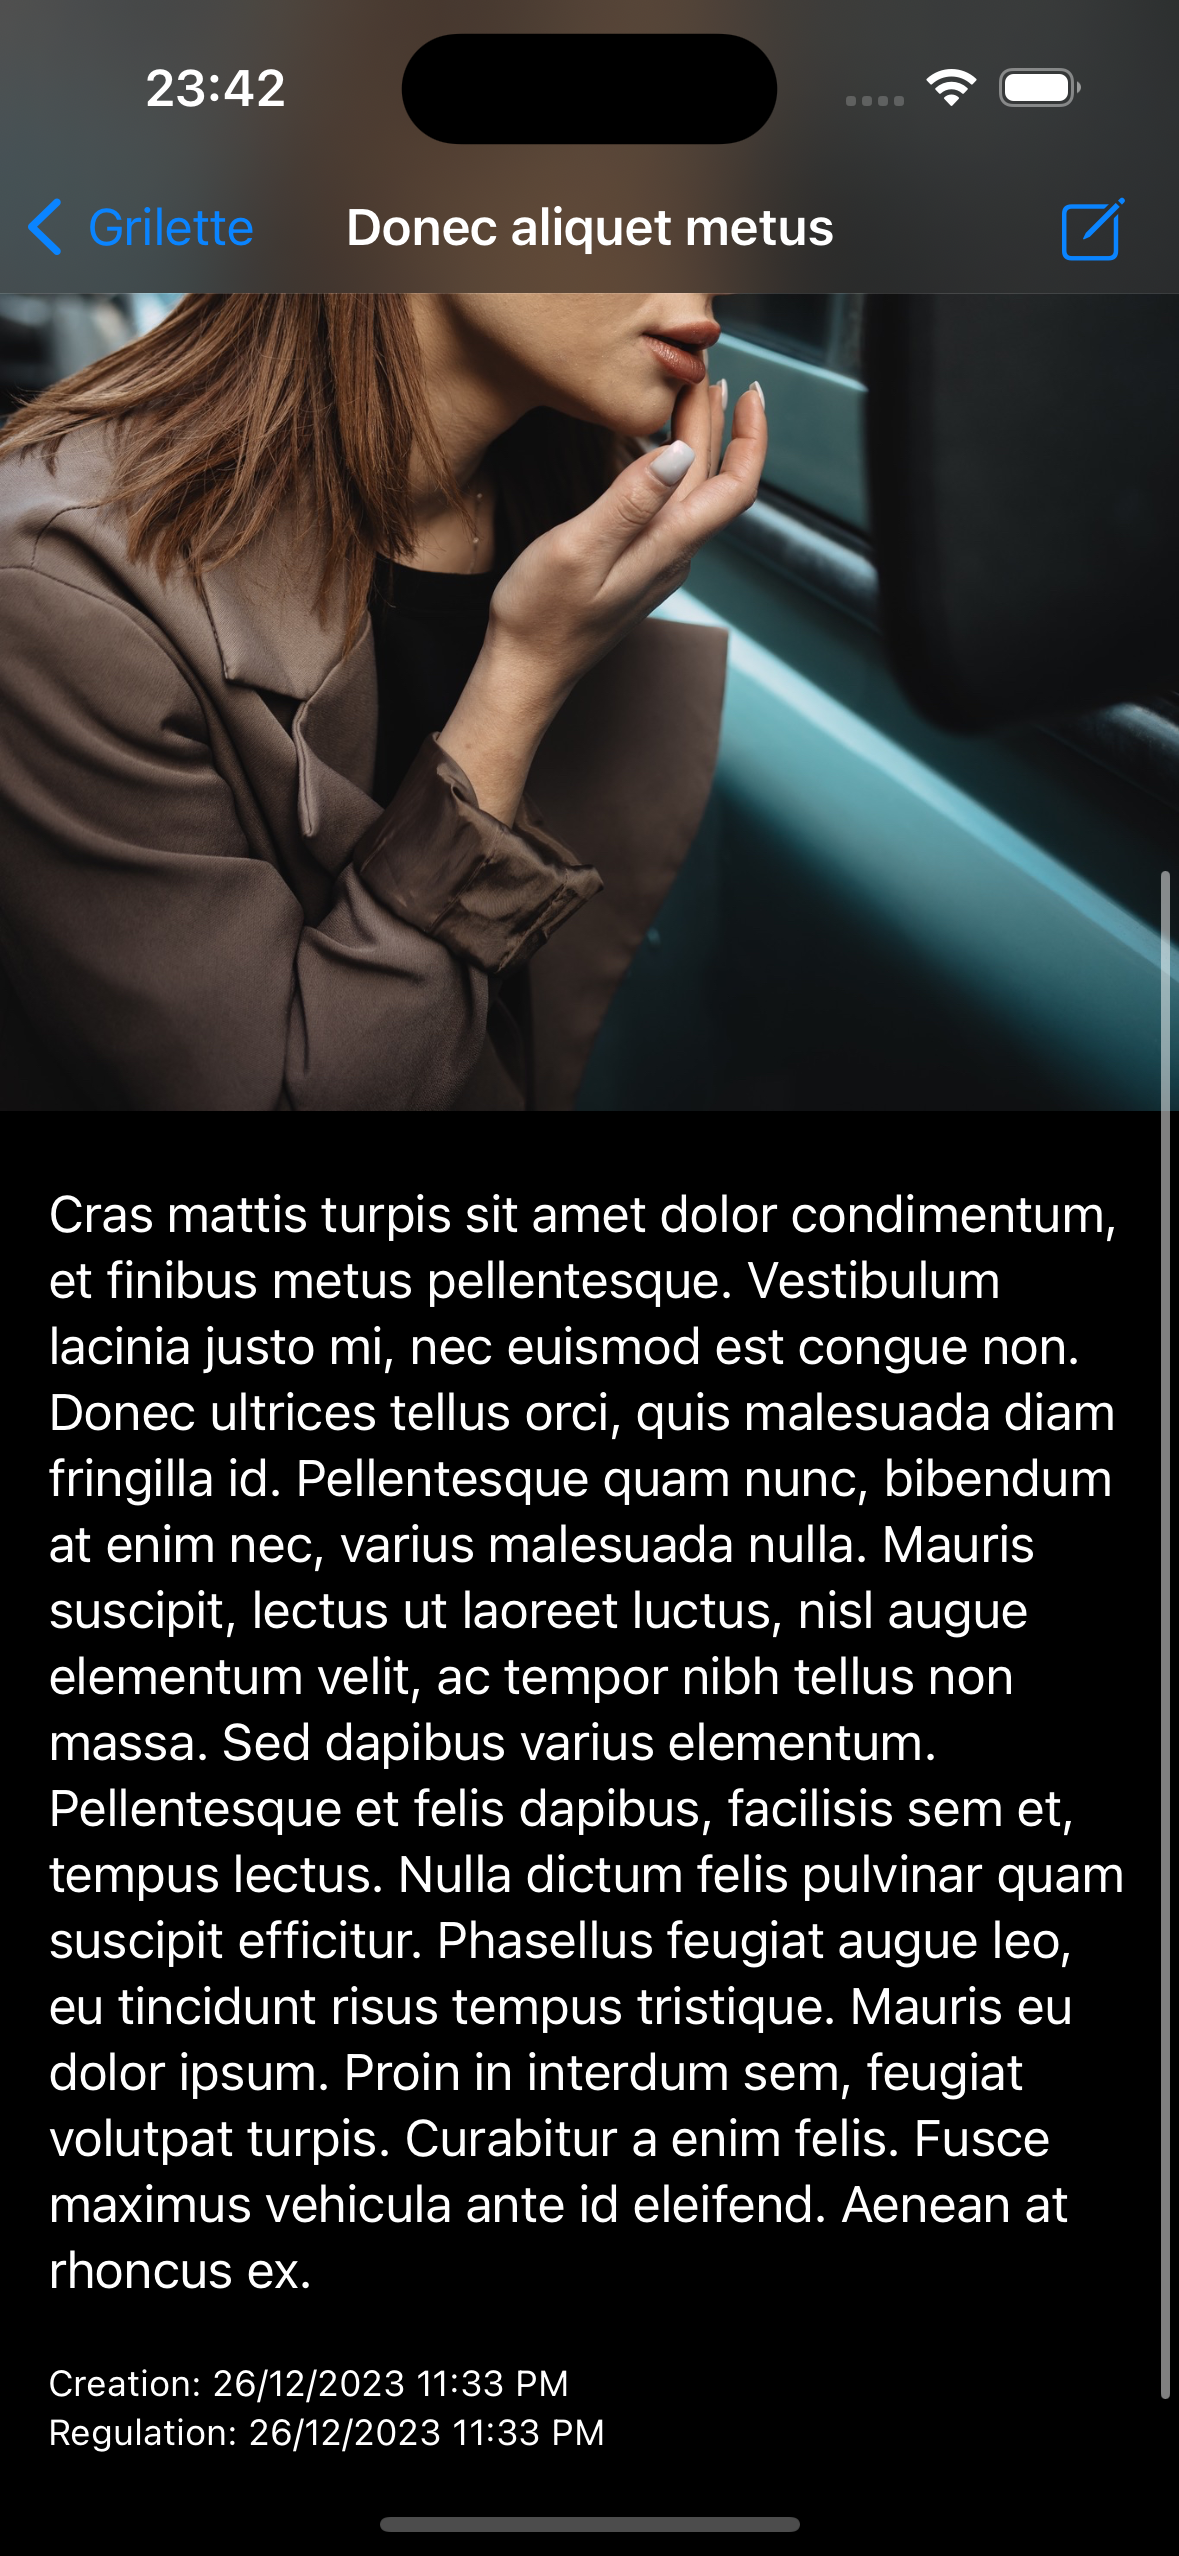 23:42
Grilette
Donec aliquet metus
Cras mattis turpis sit amet dolor condimentum,
et finibus metus pellentesque. Vestibulum
lacinia justo mi, nec euismod est congue non.
Donec ultrices tellus orci, quis malesuada diam
fringilla id. Pellentesque quam nunc, bibendum
at enim nec, varius malesuada nulla. Mauris
suscipit, lectus ut laoreet luctus, nisl augue
elementum velit, ac tempor nibh tellus non
massa. Sed dapibus varius elementum.
Pellentesque et felis dapibus, facilisis sem et,
tempus lectus. Nulla dictum felis pulvinar quam
suscipit efficitur. Phasellus feugiat augue leo,
eu tincidunt risus tempus tristique. Mauris eu
dolor ipsum. Proin in interdum sem, feugiat
volutpat turpis. Curabitur a enim felis. Fusce
maximus vehicula ante id eleifend. Aenean at
rhoncus ex.
Creation: 26/12/2023 11:33 PM
Regulation: 26/12/2023 11:33 PM